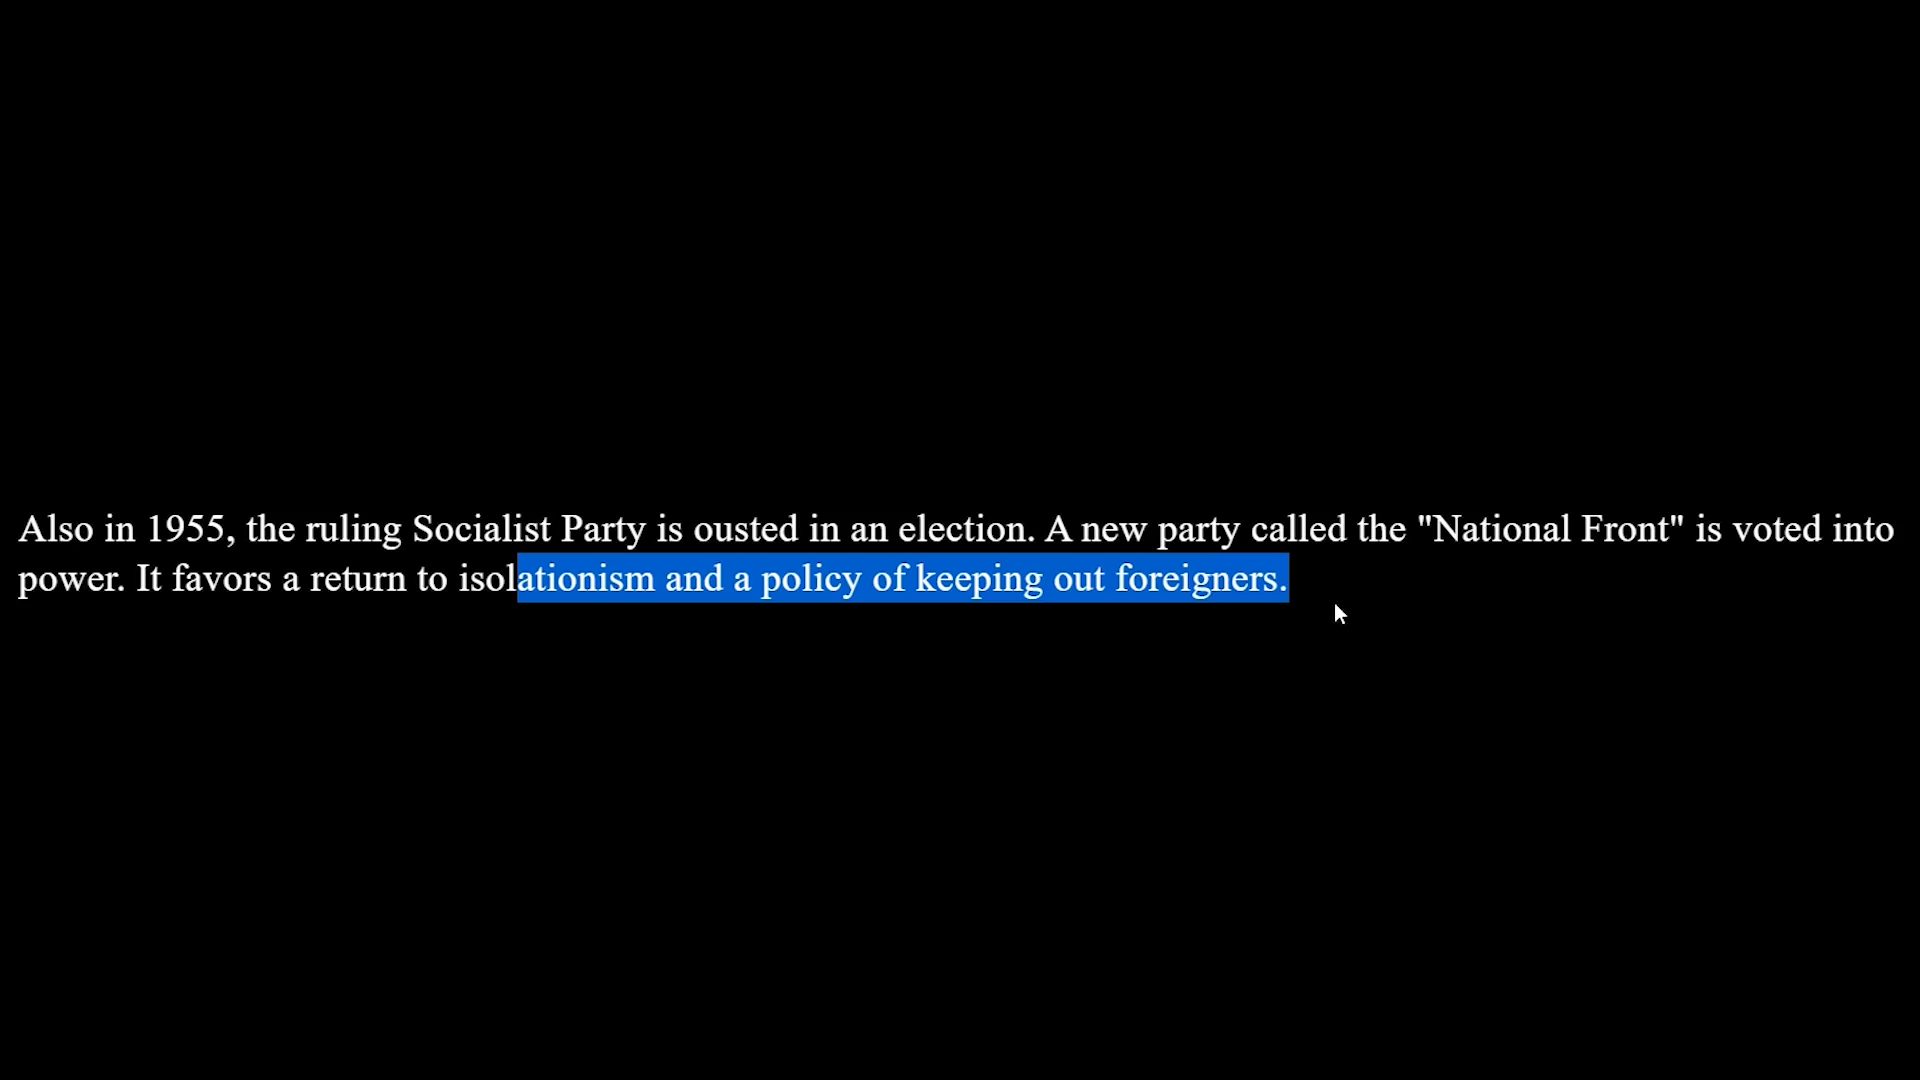 Also in 1955, the ruling Socialist Party is ousted in an election. A new party called the "National Front" is voted into
power. It favors a return to isolationism and a policy of keeping out foreigners.